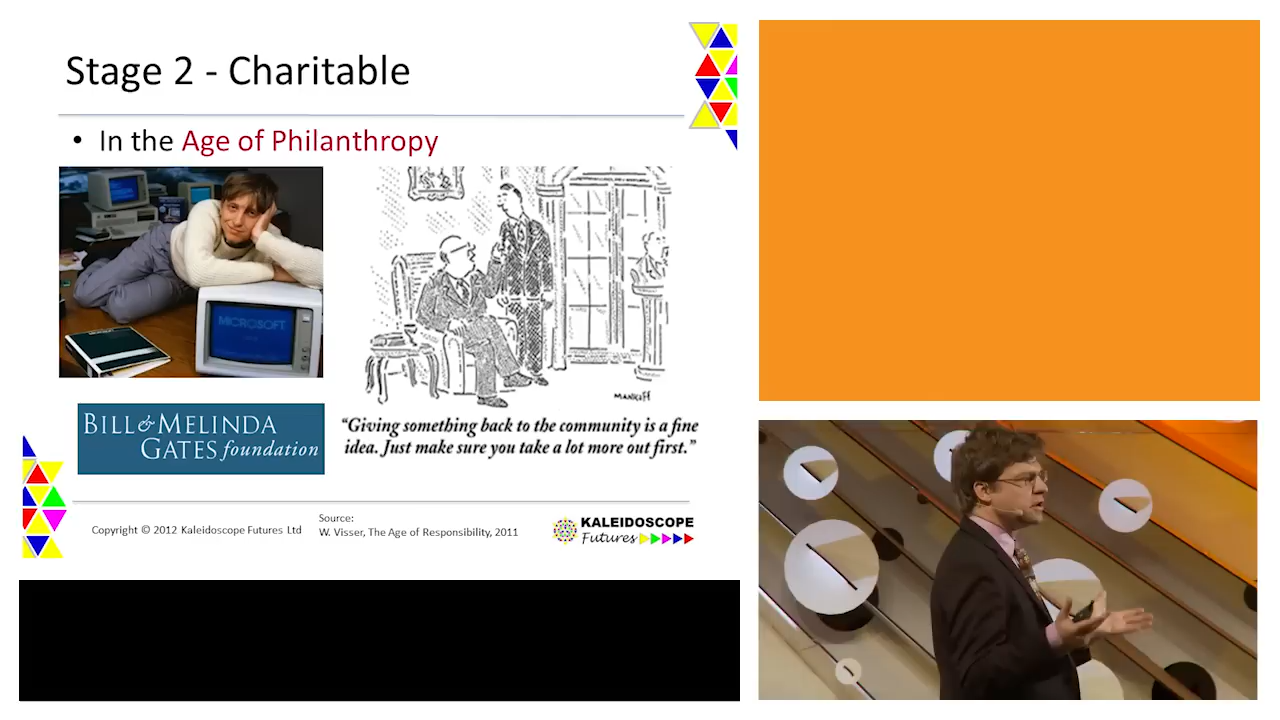 Stage 2 - Charitable
• In the Age of Philanthropy
MICROSOFT
BILL & MELINDA
GATES foundation
MANKOFF
“Giving something back to the community is a fine
idea. Just make sure you take a lot more out first.”
Copyright © 2012 Kaleidoscope Futures Ltd
Source:
W. Visser, The Age of Responsibility, 2011
KALEIDOSCOPE
Futures